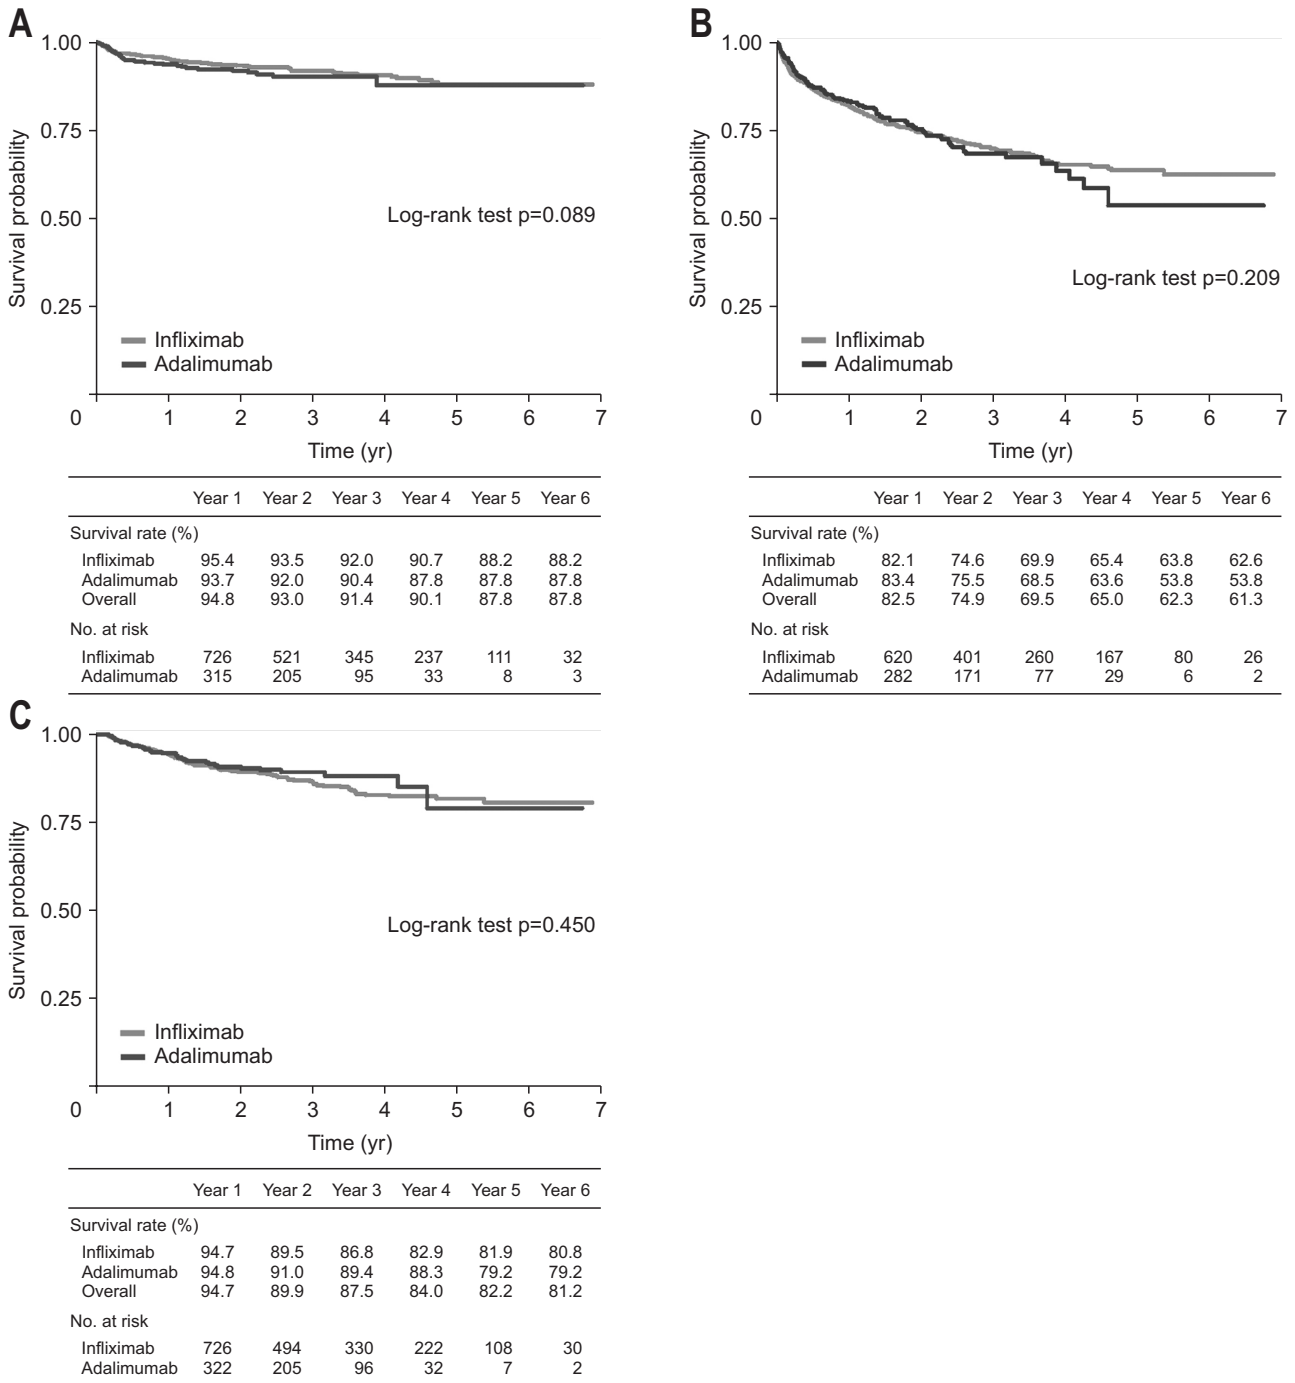 A
1.00
0.75
0.50
0.25
Survival probability
Log-rank test p=0.089
Infliximab
Adalimumab
0 1 2 3 4 5 6 7
Time (yr)
Year 1 Year 2 Year 3 Year 4 Year 5 Year 6
Survival rate (%)
Infliximab 95.4 93.5 92.0 90.7 88.2 88.2
Adalimumab 93.7 92.0 90.4 87.8 87.8 87.8
Overall 94.8 93.0 91.4 90.1 87.8 87.8
No. at risk
Infliximab 726 521 345 237 111 32
Adalimumab 315 205 95 33 8 3
B
1.00
0.75
0.50
0.25
Survival probability
Log-rank test p=0.209
Infliximab
Adalimumab
0 1 2 3 4 5 6 7
Time (yr)
Year 1 Year 2 Year 3 Year 4 Year 5 Year 6
Survival rate (%)
Infliximab 82.1 74.6 69.9 65.4 63.8 62.6
Adalimumab 83.4 75.5 68.5 63.6 53.8 53.8
Overall 82.5 74.9 69.5 65.0 62.3 61.3
No. at risk
Infliximab 620 401 260 167 80 26
Adalimumab 282 171 77 29 6 2
C
1.00
0.75
0.50
0.25
Survival probability
Log-rank test p=0.450
Infliximab
Adalimumab
0 1 2 3 4 5 6 7
Time (yr)
Year 1 Year 2 Year 3 Year 4 Year 5 Year 6
Survival rate (%)
Infliximab 94.7 89.5 86.8 82.9 81.9 80.8
Adalimumab 94.8 91.0 89.4 88.3 79.2 79.2
Overall 94.7 89.9 87.5 84.0 82.2 81.2
No. at risk
Infliximab 726 494 330 222 108 30
Adalimumab 322 205 96 32 7 2